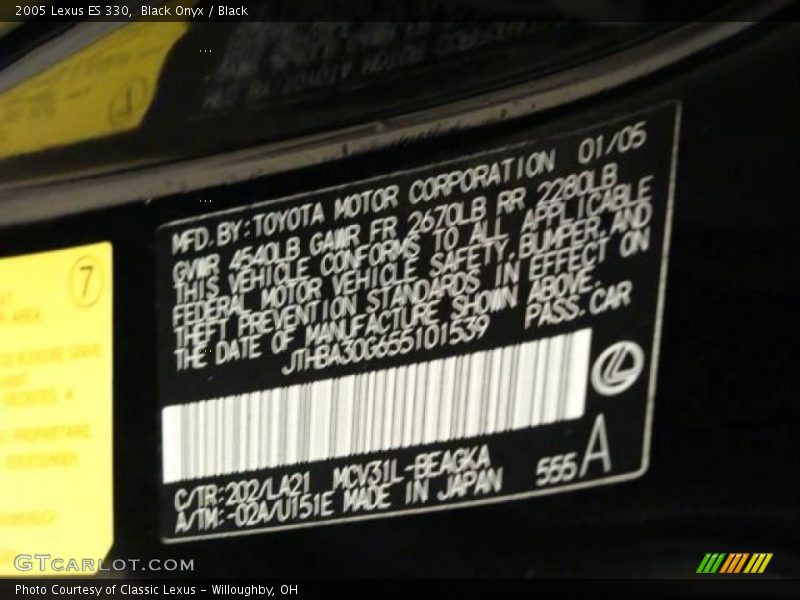 2005 Lexus ES 330, Black Onyx / Black
MFD. BY: TOYOTA MOTOR CORPORATION 01/05
GVWR 4540LB GAWR FR 2670LB RR 2280LB
THIS VEHICLE CONFORMS TO ALL APPLICABLE
FEDERAL MOTOR VEHICLE SAFETY, BUMPER, AND
THEFT PREVENTION STANDARDS IN EFFECT ON
THE DATE OF MANUFACTURE SHOWN ABOVE.
JTHBA30G655101539 PASS. CAR
C/TR: 202/LA21 MCV31L-BEAGKA
A/TM: -02A/U151E MADE IN JAPAN 555 A
7
AREA
GTCARLOT.COM
Photo Courtesy of Classic Lexus - Willoughby, OH